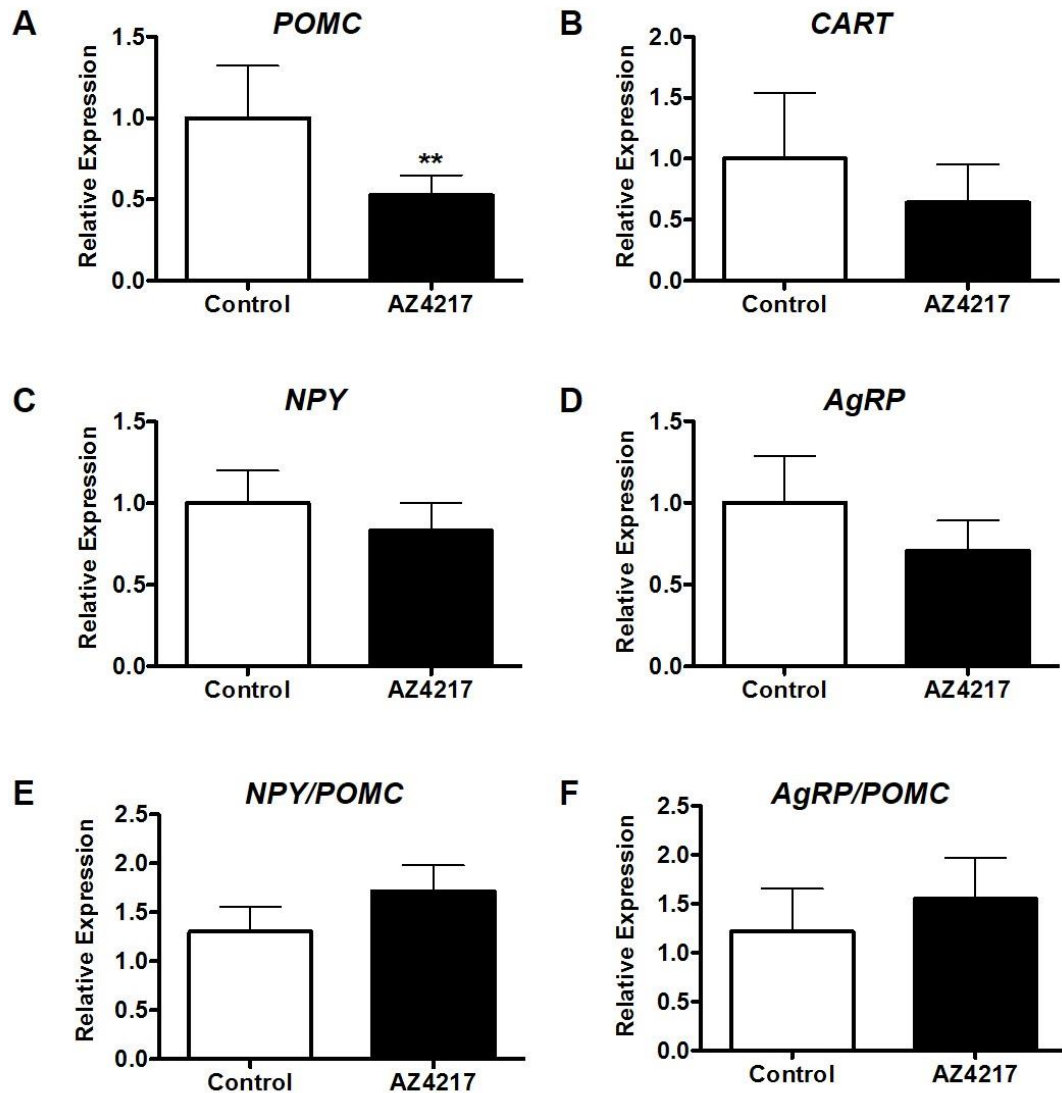 A
POMC
Relative Expression
1.5
1.0
0.5
0.0
**
Control AZ4217
B
CART
Relative Expression
2.0
1.5
1.0
0.5
0.0
Control AZ4217
C
NPY
Relative Expression
1.5
1.0
0.5
0.0
Control AZ4217
D
AgRP
Relative Expression
1.5
1.0
0.5
0.0
Control AZ4217
E
NPY/POMC
Relative Expression
2.5
2.0
1.5
1.0
0.5
0.0
Control AZ4217
F
AgRP/POMC
Relative Expression
2.5
2.0
1.5
1.0
0.5
0.0
Control AZ4217